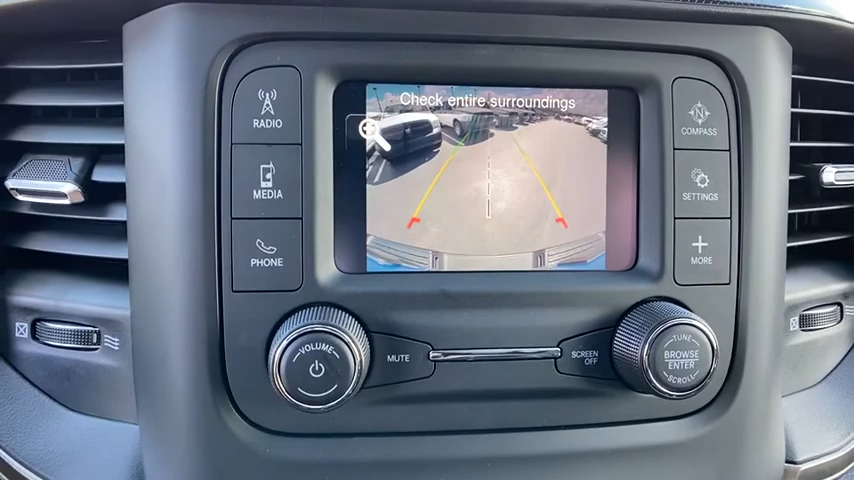 Check entire surroundings
RADIO
MEDIA
PHONE
N
COMPASS
SETTINGS
MORE
VOLUME
MUTE
SCREEN
OFF
TUNE
BROWSE
ENTER
SCROLL